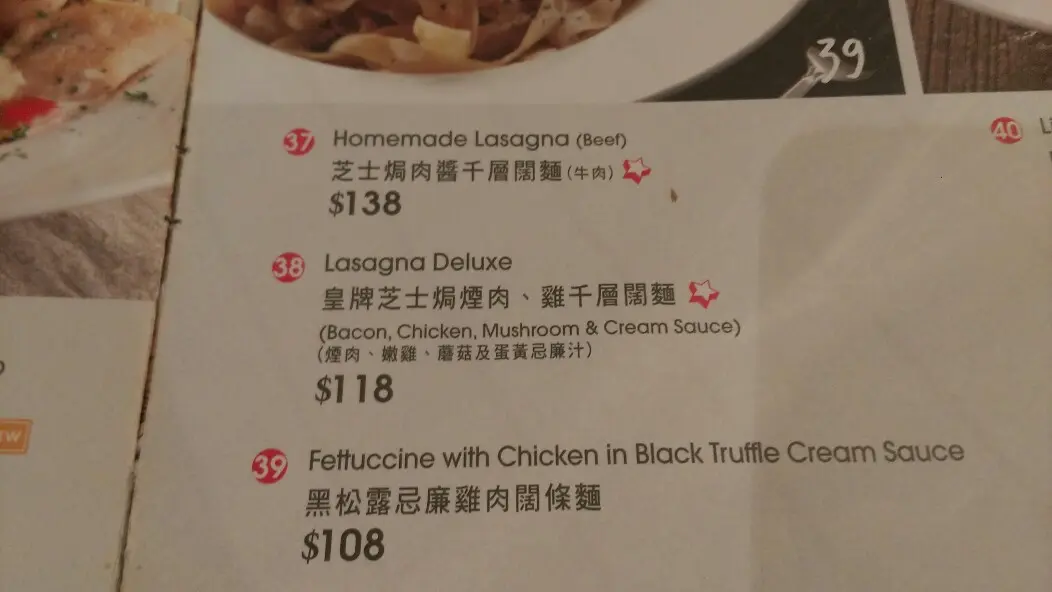 39
37 Homemade Lasagna (Beef)
芝士焗肉醬千層闊麵(牛肉)
$138
38 Lasagna Deluxe
皇牌芝士焗煙肉、雞千層闊麵
(Bacon, Chicken, Mushroom & Cream Sauce)
(煙肉、嫩雞、蘑菇及蛋黃忌廉汁)
$118
39 Fettuccine with Chicken in Black Truffle Cream Sauce
黑松露忌廉雞肉闊條麵
$108
40